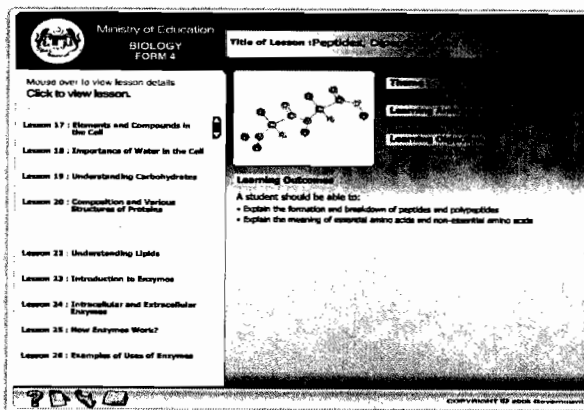 Ministry of Education
BIOLOGY
FORM 4
Title of Lesson : Peptides,
Mouse over to view lesson details
Click to view lesson.
Lesson 17 : Elements and Compounds in
the Cell
Lesson 18 : Importance of Water in the Cell
Lesson 19 : Understanding Carbohydrates
Lesson 20 : Composition and Various
Structures of Proteins
Lesson 21 : Understanding Lipids
Lesson 23 : Introduction to Enzymes
Lesson 24 : Intracellular and Extracellular
Enzymes
Lesson 25 : How Enzymes Work?
Lesson 26 : Examples of Uses of Enzymes
Learning Outcomes
A student should be able to:
• Explain the formation and breakdown of peptides and polypeptides
• Explain the meaning of essential amino acids and non-essential amino acids
COPYRIGHT © 2005 Government